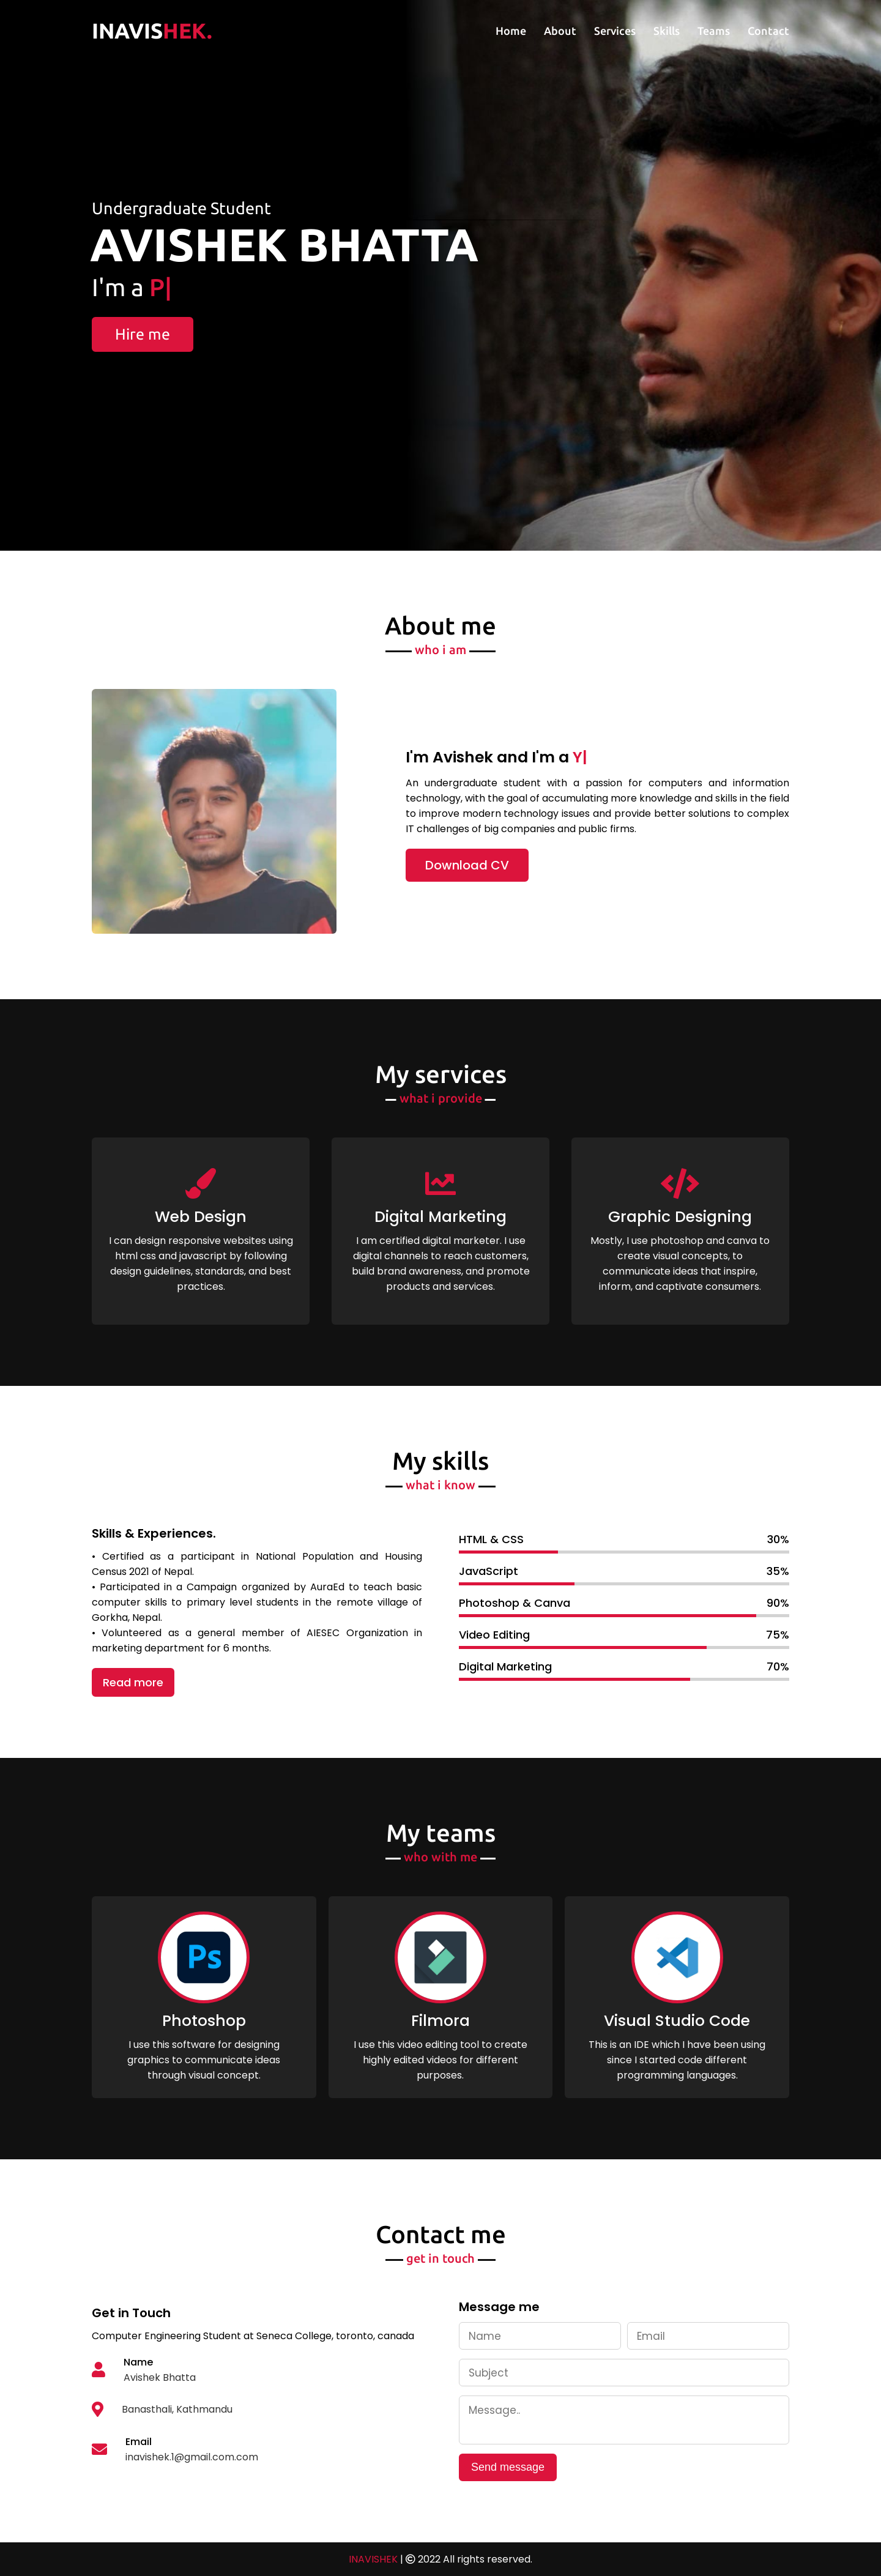 INAVISHEK.
Home About Services Skills Teams Contact
Undergraduate Student
AVISHEK BHATTA
I'm a P|
Hire me
About me
who i am
I'm Avishek and I'm a Y|
An undergraduate student with a passion for computers and information
technology, with the goal of accumulating more knowledge and skills in the field
to improve modern technology issues and provide better solutions to complex
IT challenges of big companies and public firms.
Download CV
My services
what i provide
Web Design
I can design responsive websites using
html css and javascript by following
design guidelines, standards, and best
practices.
Digital Marketing
I am certified digital marketer. I use
digital channels to reach customers,
build brand awareness, and promote
products and services.
Graphic Designing
Mostly, I use photoshop and canva to
create visual concepts, to
communicate ideas that inspire,
inform, and captivate consumers.
My skills
what i know
Skills & Experiences.
• Certified as a participant in National Population and Housing
Census 2021 of Nepal.
• Participated in a Campaign organized by AuraEd to teach basic
computer skills to primary level students in the remote village of
Gorkha, Nepal.
• Volunteered as a general member of AIESEC Organization in
marketing department for 6 months.
Read more
HTML & CSS 30%
JavaScript 35%
Photoshop & Canva 90%
Video Editing 75%
Digital Marketing 70%
My teams
who with me
Ps
Photoshop
I use this software for designing
graphics to communicate ideas
through visual concept.
Filmora
I use this video editing tool to create
highly edited videos for different
purposes.
Visual Studio Code
This is an IDE which I have been using
since I started code different
programming languages.
Contact me
get in touch
Get in Touch
Computer Engineering Student at Seneca College, toronto, canada
Name
Avishek Bhatta
Banasthali, Kathmandu
Email
inavishek.1@gmail.com.com
Message me
Name Email
Subject
Message..
Send message
INAVISHEK | © 2022 All rights reserved.